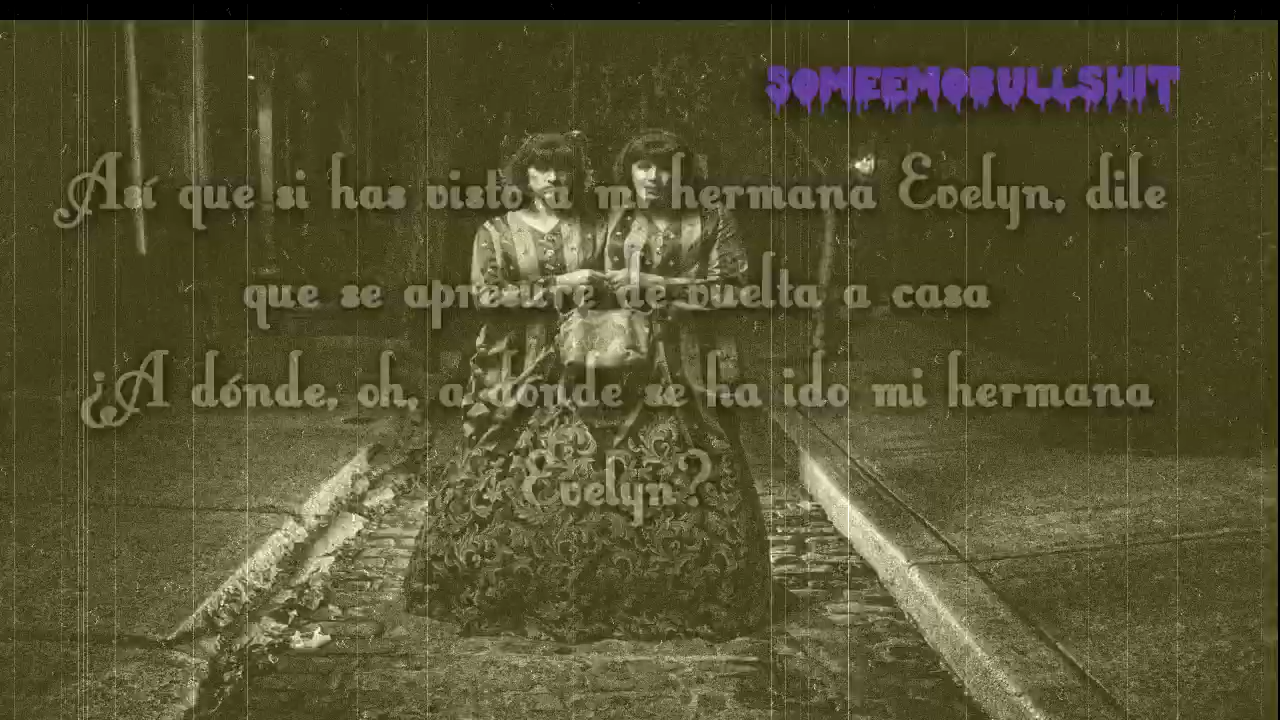 SOMEEMOBULLSHIT
Así que si has visto a mi hermana Evelyn, dile
que se apresure de vuelta a casa
¿A dónde, oh, a dónde se ha ido mi hermana
Evelyn?